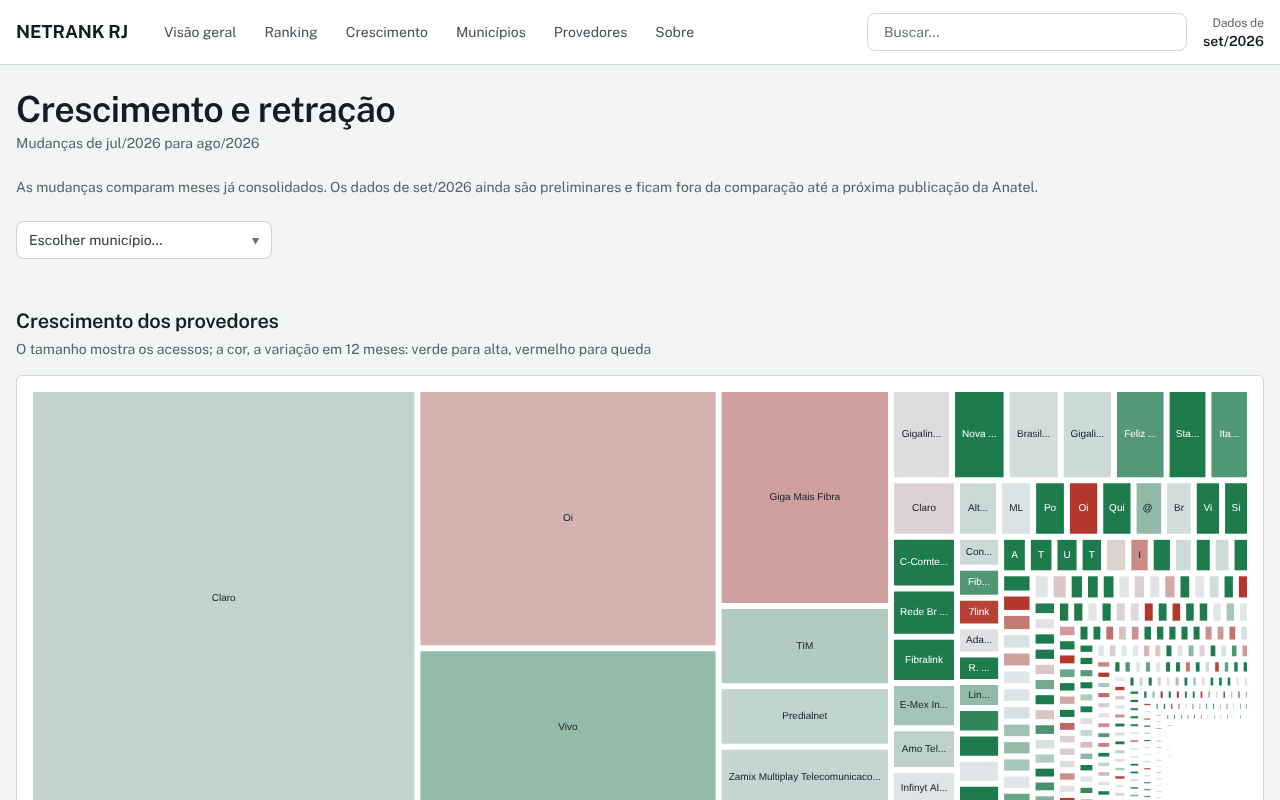 NETRANK RJ
Visão geral
Ranking
Crescimento
Municípios
Provedores
Sobre
Buscar...
Dados de
set/2026
Crescimento e retração
Mudanças de jul/2026 para ago/2026
As mudanças comparam meses já consolidados. Os dados de set/2026 ainda são preliminares e ficam fora da comparação até a próxima publicação da Anatel.
Escolher município...
Crescimento dos provedores
O tamanho mostra os acessos; a cor, a variação em 12 meses: verde para alta, vermelho para queda
Claro
Oi
Vivo
Giga Mais Fibra
TIM
Predialnet
Zamix Multiplay Telecomunicaco...
Gigalin...
Nova ...
Brasil...
Gigali...
Feliz ...
Sta...
Ita...
Claro
Alt...
ML
Po
Oi
Qui
@
Br
Vi
Si
C-Comte...
Con...
A
T
U
T
I
Fib...
Rede Br ...
7link
Fibralink
Ada...
R. ...
E-Mex In...
Lin...
Amo Tel...
Infinyt Al...